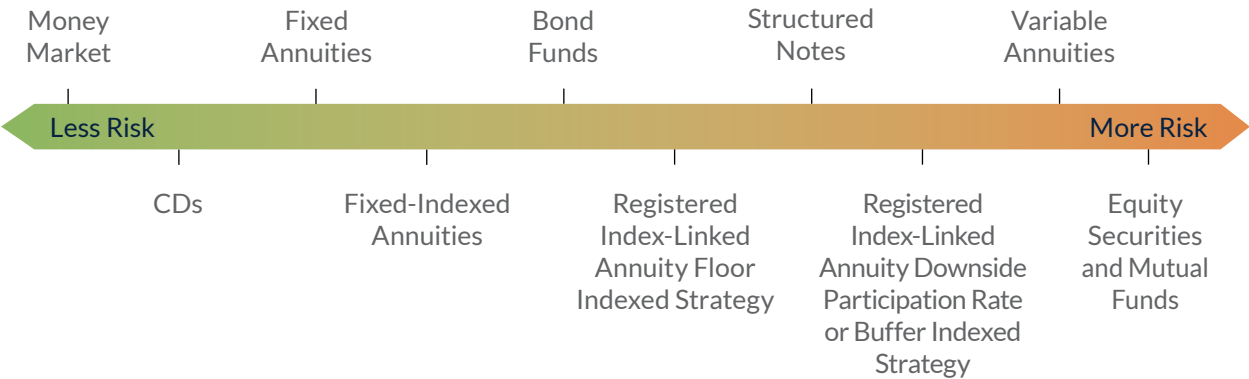 Money
Market
Fixed
Annuities
Bond
Funds
Structured
Notes
Variable
Annuities
Less Risk
More Risk
CDs
Fixed-Indexed
Annuities
Registered
Index-Linked
Annuity Floor
Indexed Strategy
Registered
Index-Linked
Annuity Downside
Participation Rate
or Buffer Indexed
Strategy
Equity
Securities
and Mutual
Funds